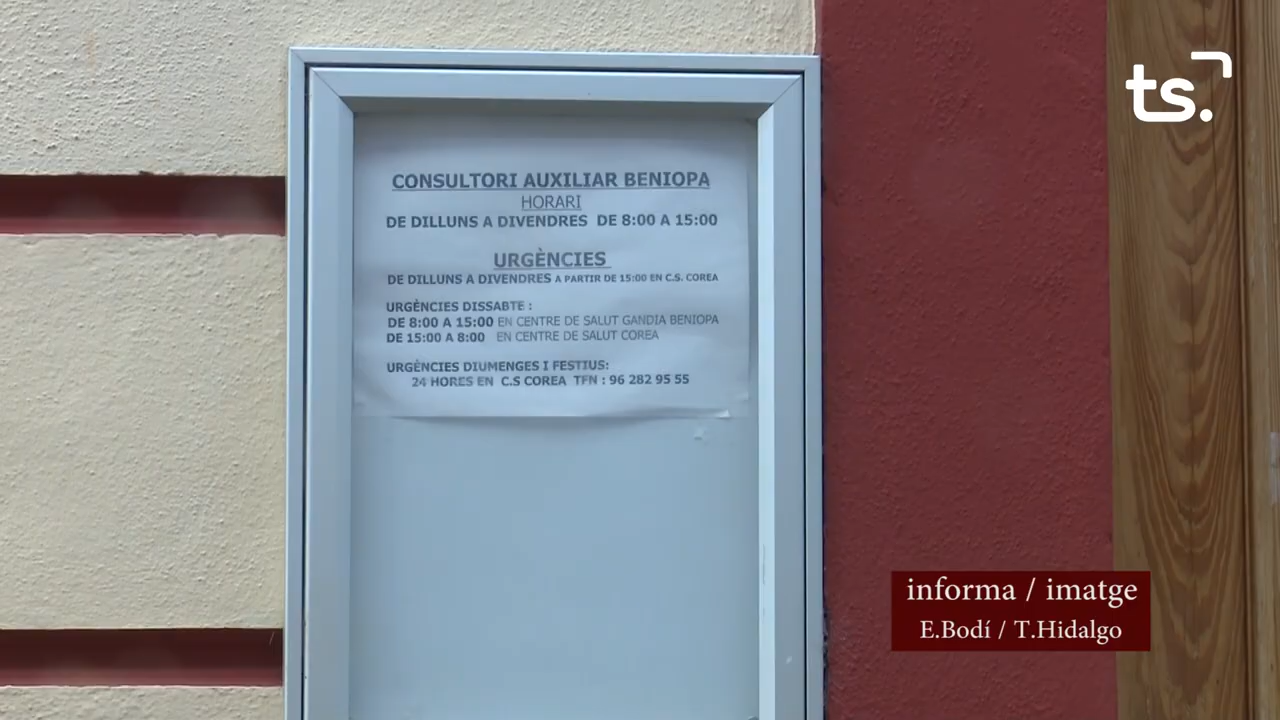 ts.
CONSULTORI AUXILIAR BENIOPA
HORARI
DE DILLUNS A DIVENDRES DE 8:00 A 15:00
URGÈNCIES
DE DILLUNS A DIVENDRES A PARTIR DE 15:00 EN C.S. COREA
URGÈNCIES DISSABTE :
DE 8:00 A 15:00 EN CENTRE DE SALUT GANDIA BENIOPA
DE 15:00 A 8:00 EN CENTRE DE SALUT COREA
URGÈNCIES DIUMENGES I FESTIUS:
24 HORES EN C.S COREA TFN : 96 282 95 55
informa / imatge
E.Bodí / T.Hidalgo